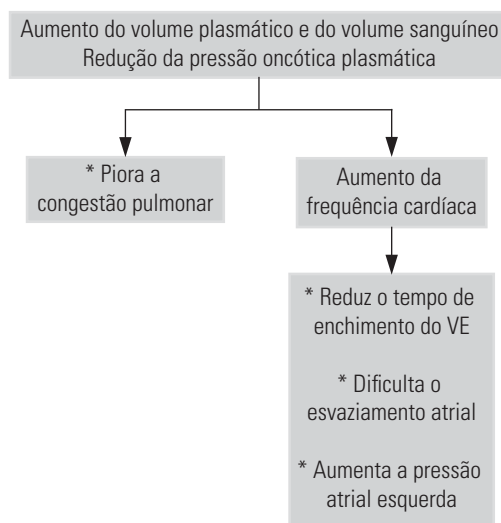 Aumento do volume plasmático e do volume sanguíneo
Redução da pressão oncótica plasmática
* Piora a
congestão pulmonar
Aumento da
frequência cardíaca
* Reduz o tempo de
enchimento do VE
* Dificulta o
esvaziamento atrial
* Aumenta a pressão
atrial esquerda